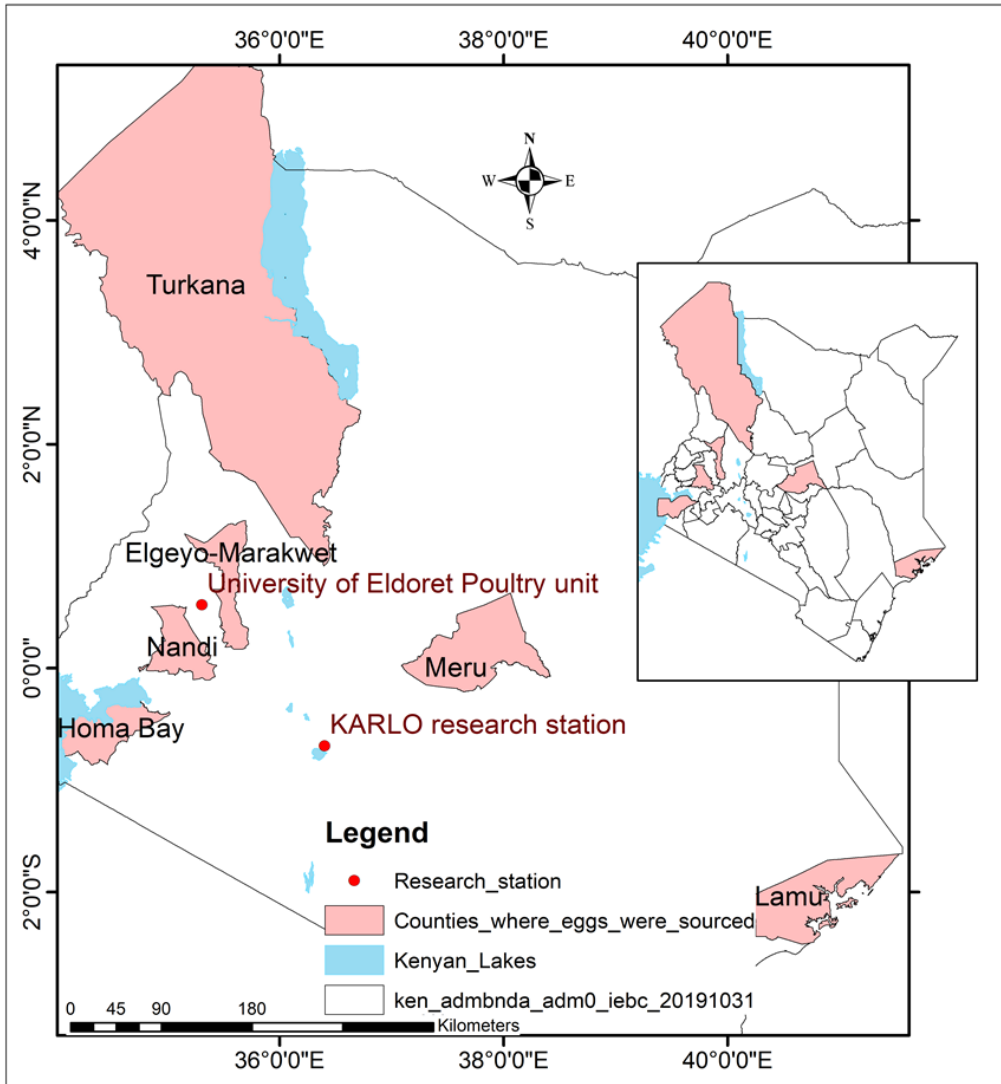 36°0'0"E 38°0'0"E 40°0'0"E
N
W E
S
4°0'0"N
Turkana
2°0'0"N
Elgeyo-Marakwet
University of Eldoret Poultry unit
Nandi
Meru
0°0'0"
Homa Bay
KARLO research station
Legend
Research_station
2°0'0"S
Lamu
Counties_where_eggs_were_sourced
Kenyan_Lakes
ken_admbnda_adm0_iebc_20191031
0 45 90 180
Kilometers
36°0'0"E 38°0'0"E 40°0'0"E